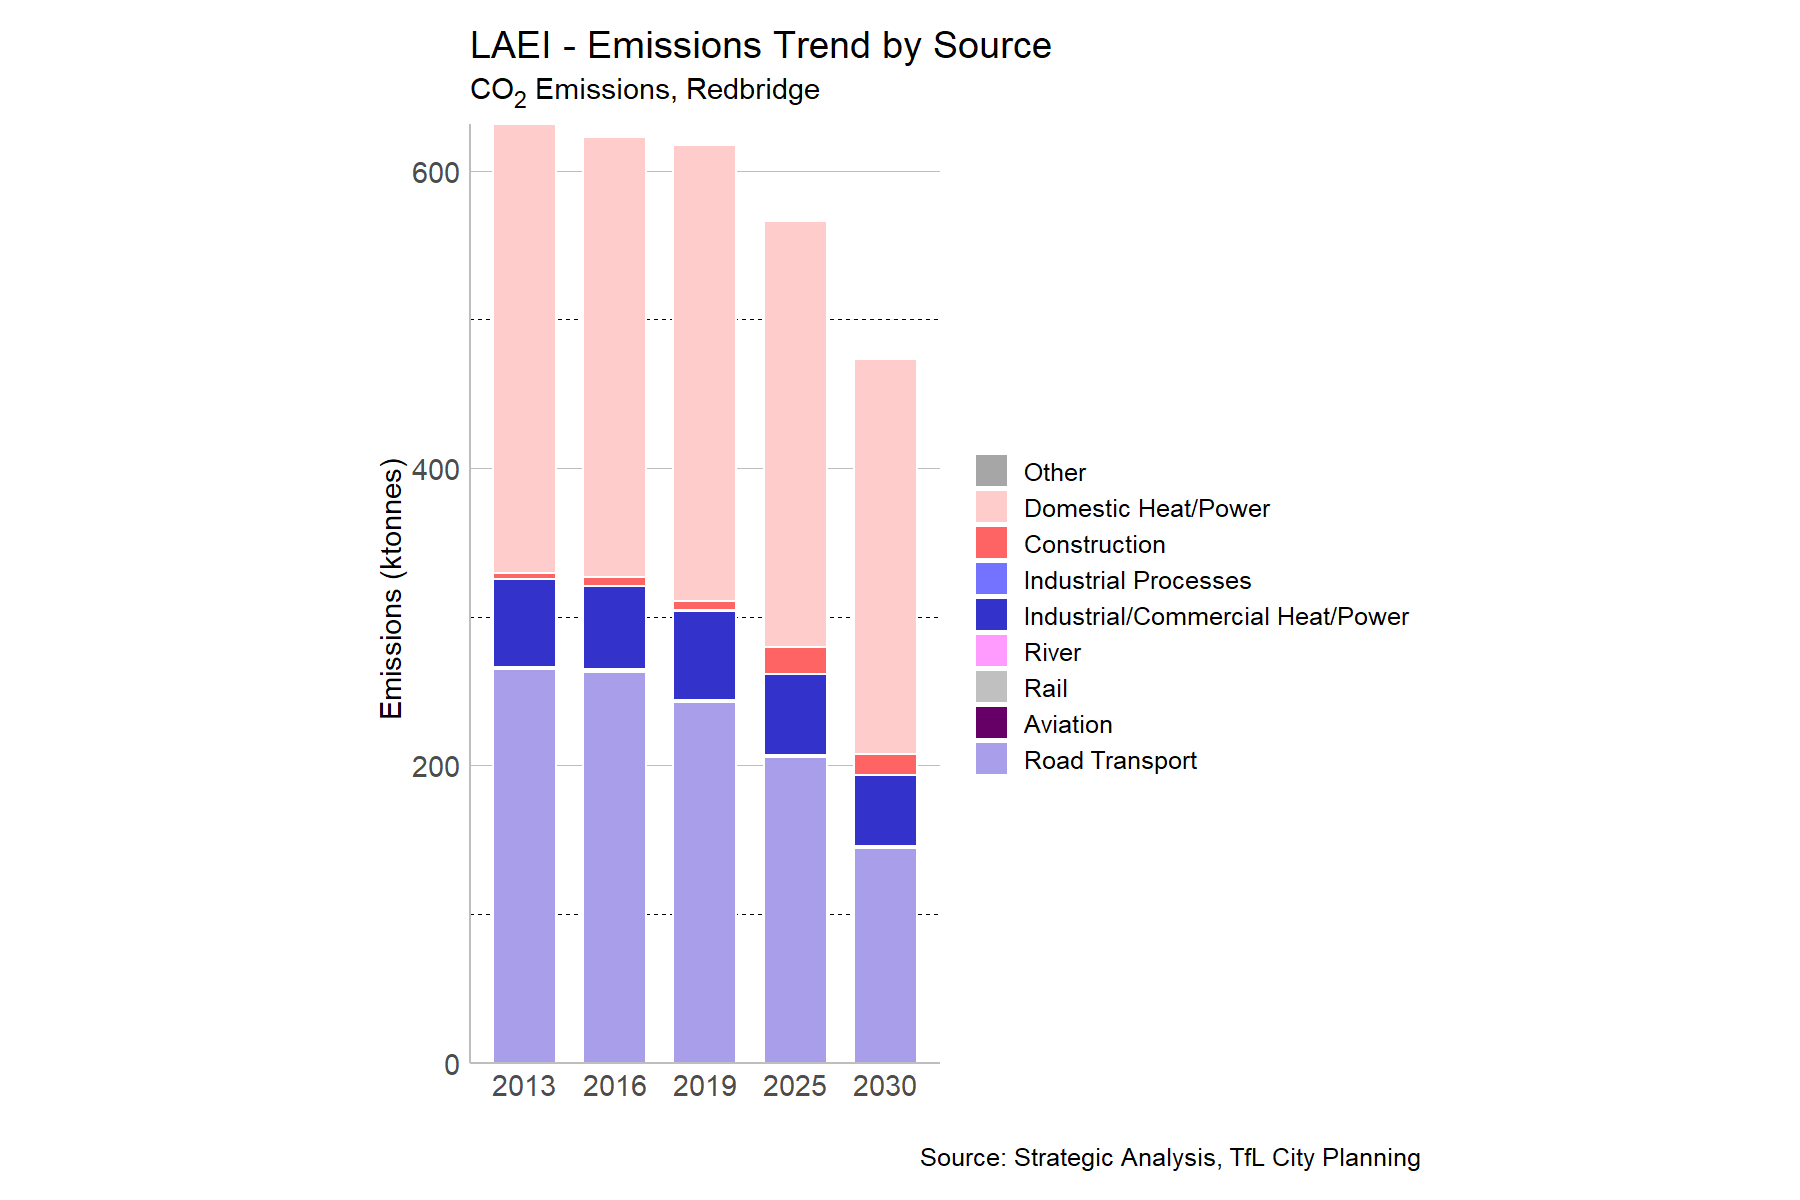 LAEI - Emissions Trend by Source
CO2 Emissions, Redbridge
Emissions (ktonnes)
600
400
200
0
2013 2016 2019 2025 2030
Other
Domestic Heat/Power
Construction
Industrial Processes
Industrial/Commercial Heat/Power
River
Rail
Aviation
Road Transport
Source: Strategic Analysis, TfL City Planning